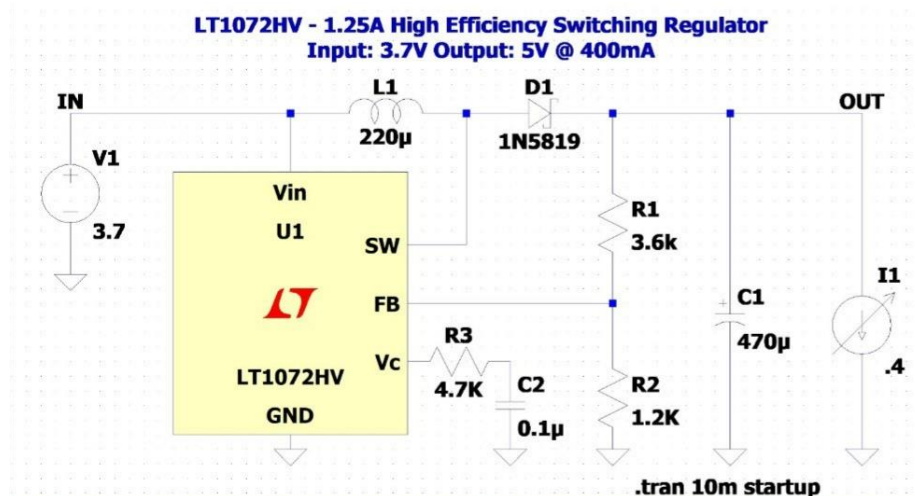 LT1072HV - 1.25A High Efficiency Switching Regulator
Input: 3.7V Output: 5V @ 400mA
IN
L1
220µ
D1
1N5819
OUT
V1
3.7
Vin
U1
SW
FB
Vc
LT1072HV
GND
R1
3.6k
R3
4.7K
C2
0.1µ
R2
1.2K
C1
470µ
I1
.4
.tran 10m startup